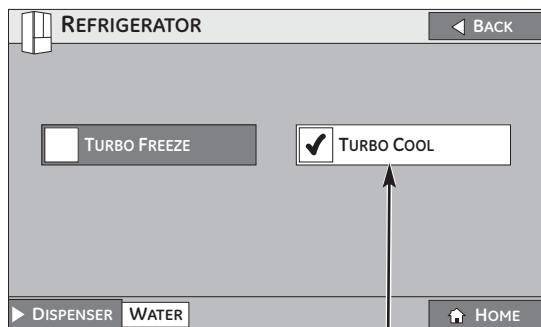 REFRIGERATOR BACK
TURBO FREEZE TURBO COOL
DISPENSER WATER HOME